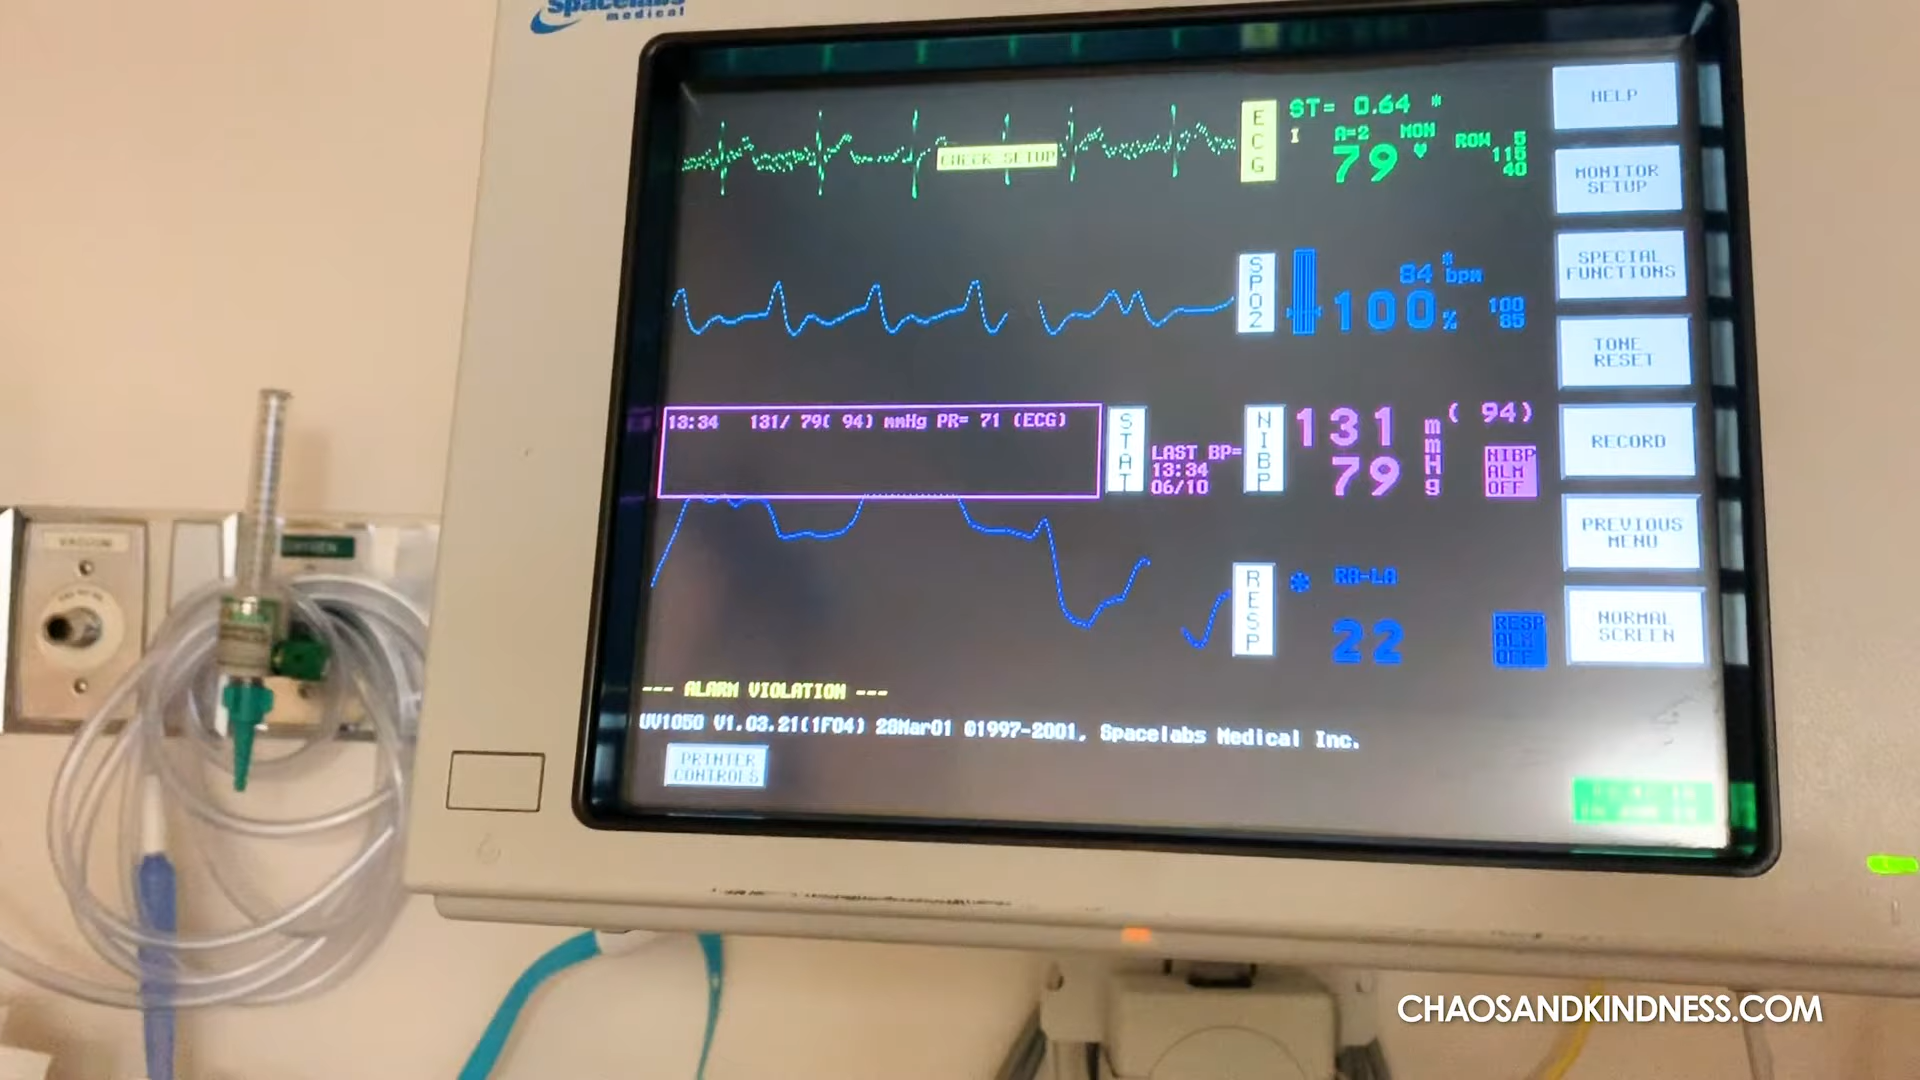 Spacelabs
medical
E
C
G
ST= 0.64 *
I A=2 MON
79
ROW 5
115
40
CHECK SETUP
HELP
MONITOR
SETUP
S
P
O
2
84 * bpm
100%
100
85
SPECIAL
FUNCTIONS
TONE
RESET
13:34 131/ 79( 94) mmHg PR= 71 (ECG)
S
T
A
T
LAST BP=
13:34
06/10
N
I
B
P
131
79
m
m
H
g
( 94)
NIBP
ALM
OFF
RECORD
PREVIOUS
MENU
R
E
S
P
* RA-LA
22
RESP
ALM
OFF
NORMAL
SCREEN
--- ALARM VIOLATION ---
UV1050 V1.03.21(1F04) 28Mar01 ©1997-2001, Spacelabs Medical Inc.
PRINTER
CONTROLS
VACUUM
CHAOSANDKINDNESS.COM